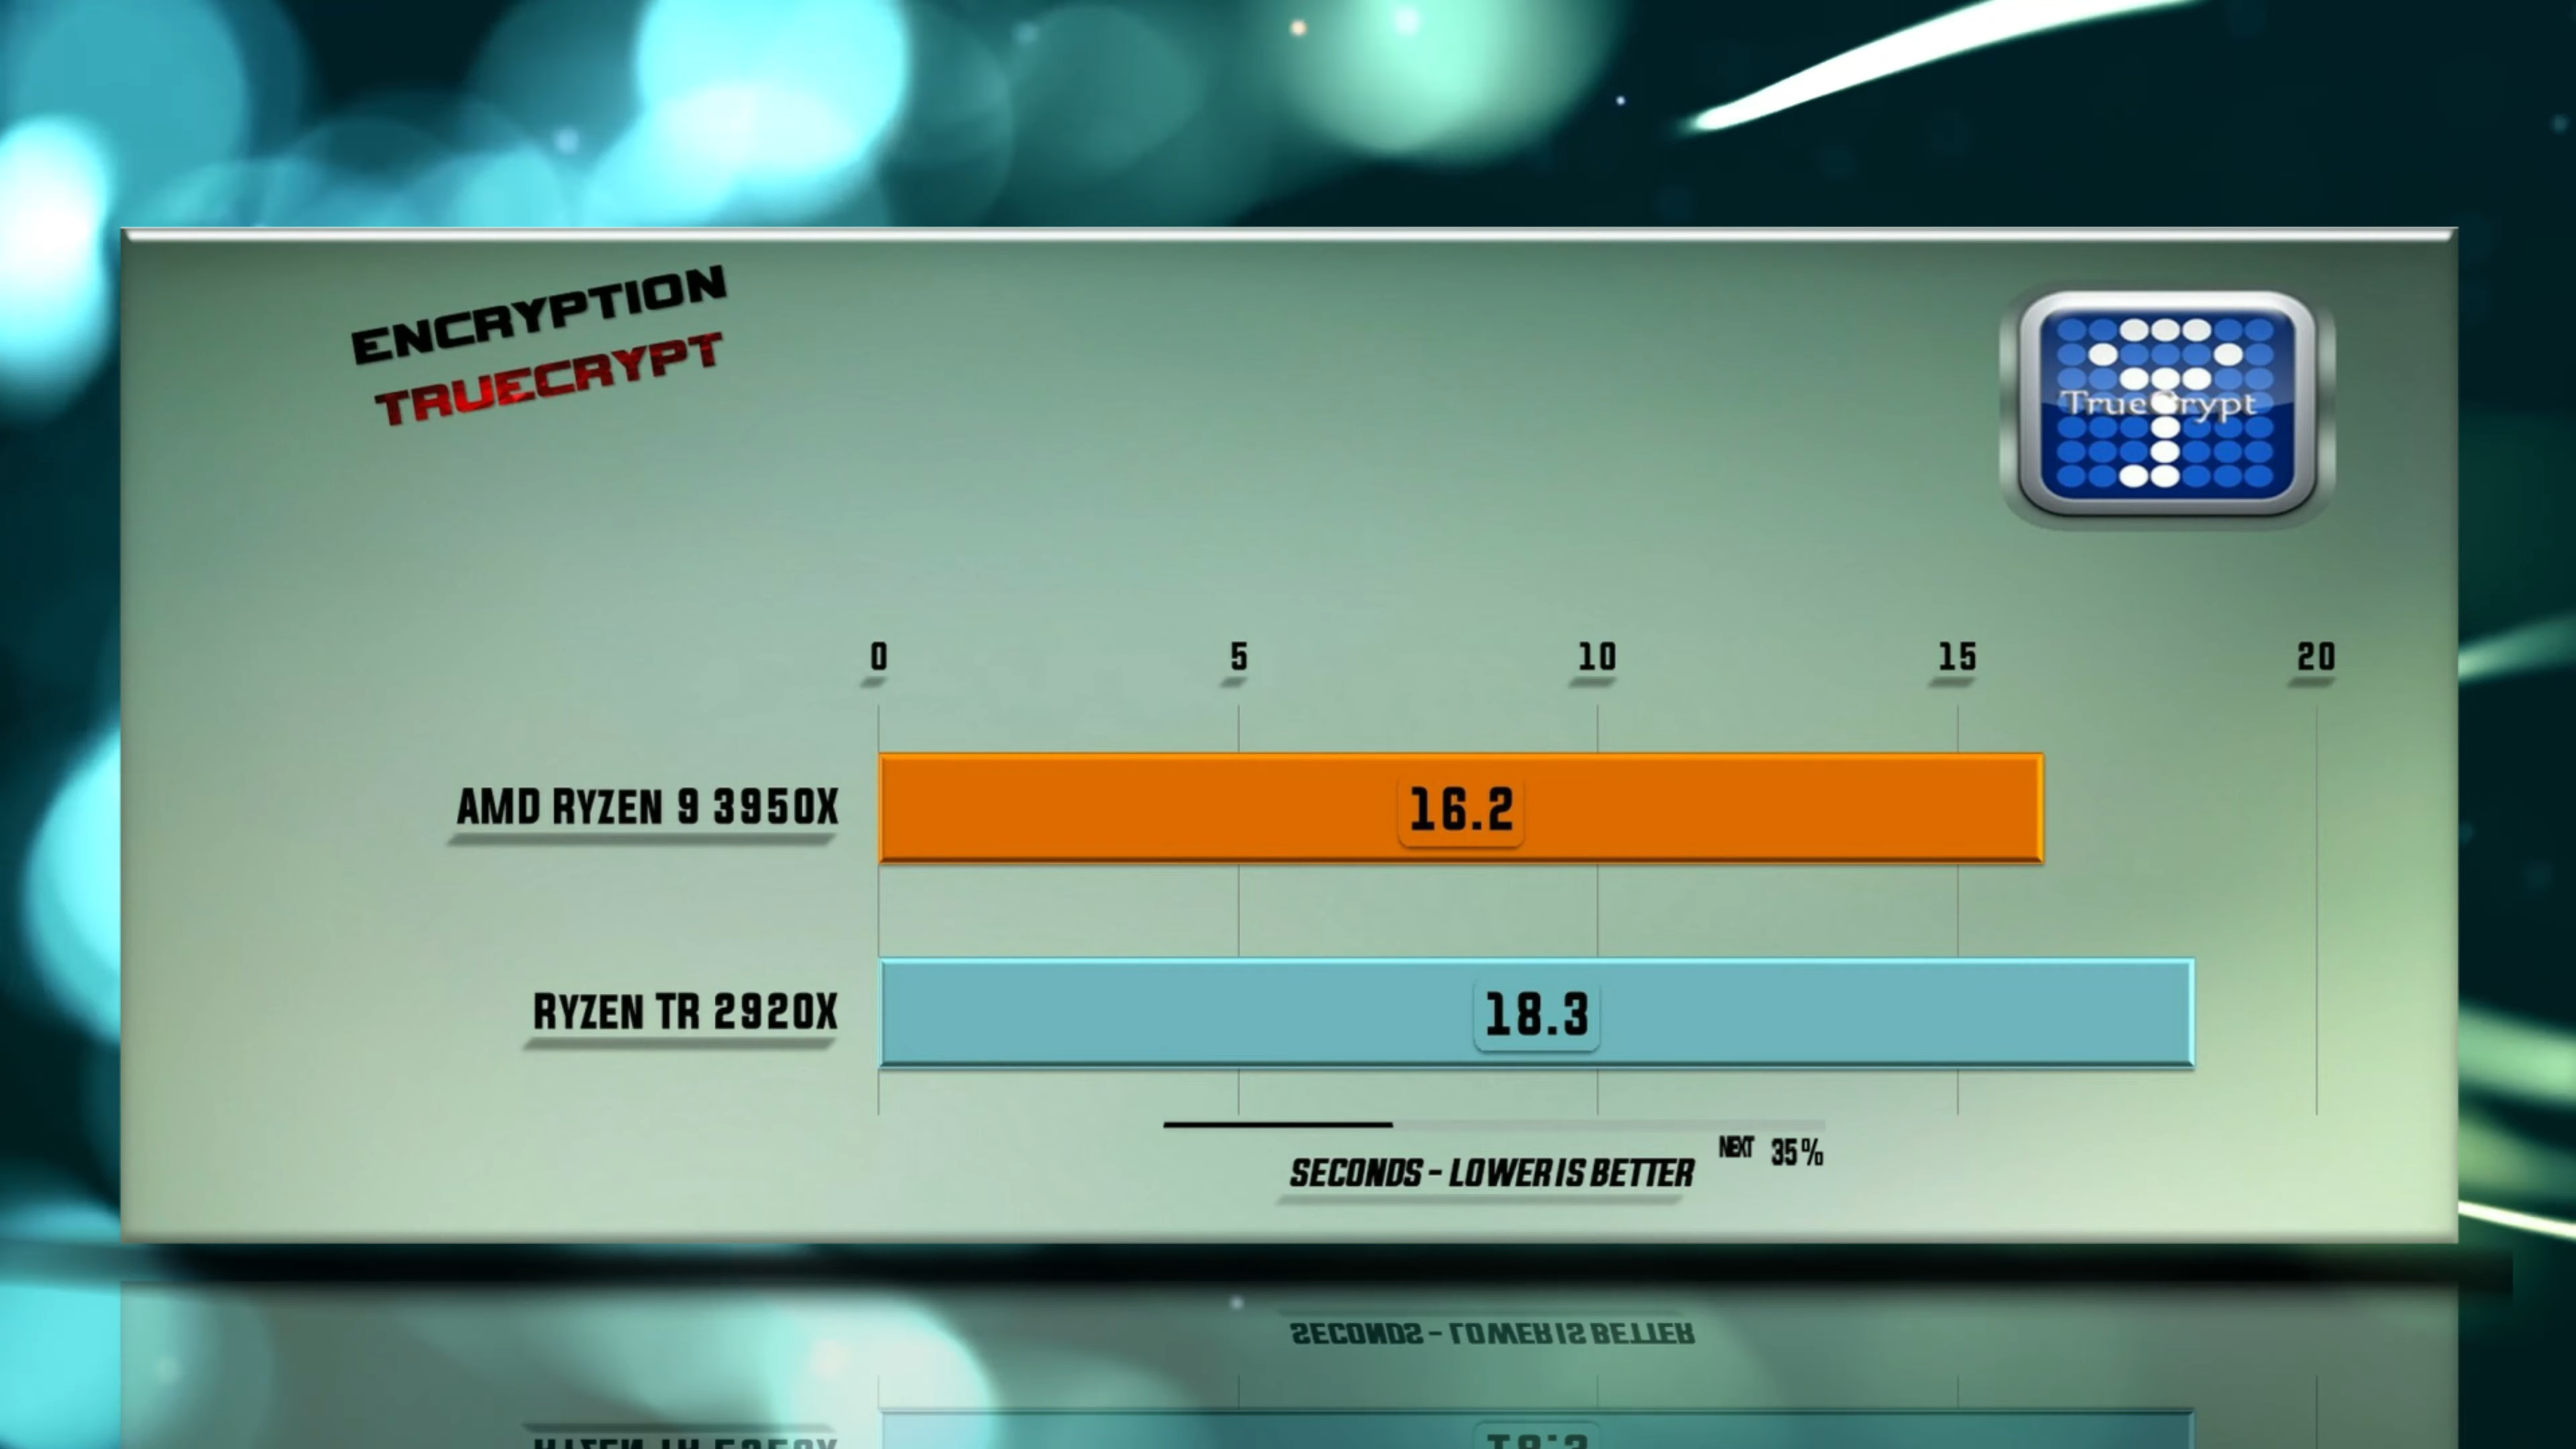 ENCRYPTION
TRUECRYPT
TrueCrypt
0 5 10 15 20
AMD RYZEN 9 3950X 16.2
RYZEN TR 2920X 18.3
NEXT 35%
SECONDS - LOWER IS BETTER